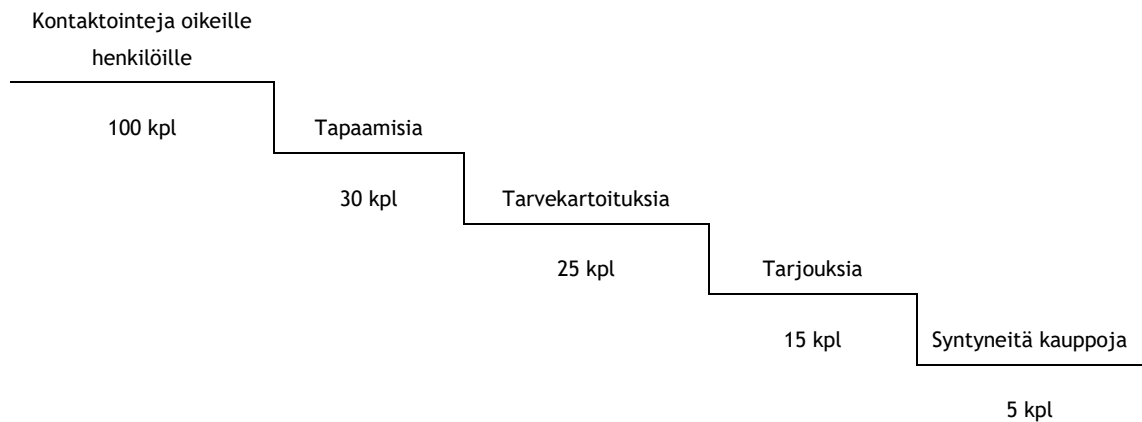 Kontaktointeja oikeille
henkilöille
100 kpl
Tapaamisia
30 kpl
Tarvekartoituksia
25 kpl
Tarjouksia
15 kpl
Syntyneitä kauppoja
5 kpl